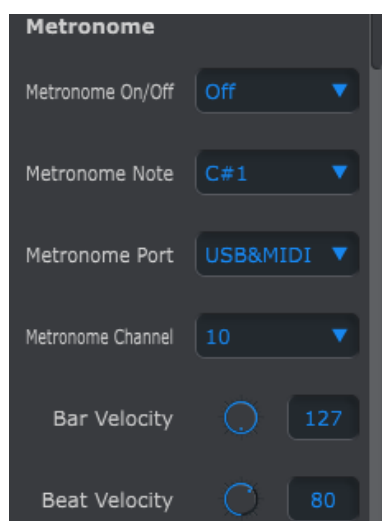 Metronome
Metronome On/Off Off
Metronome Note C#1
Metronome Port USB&MIDI
Metronome Channel 10
Bar Velocity 127
Beat Velocity 80